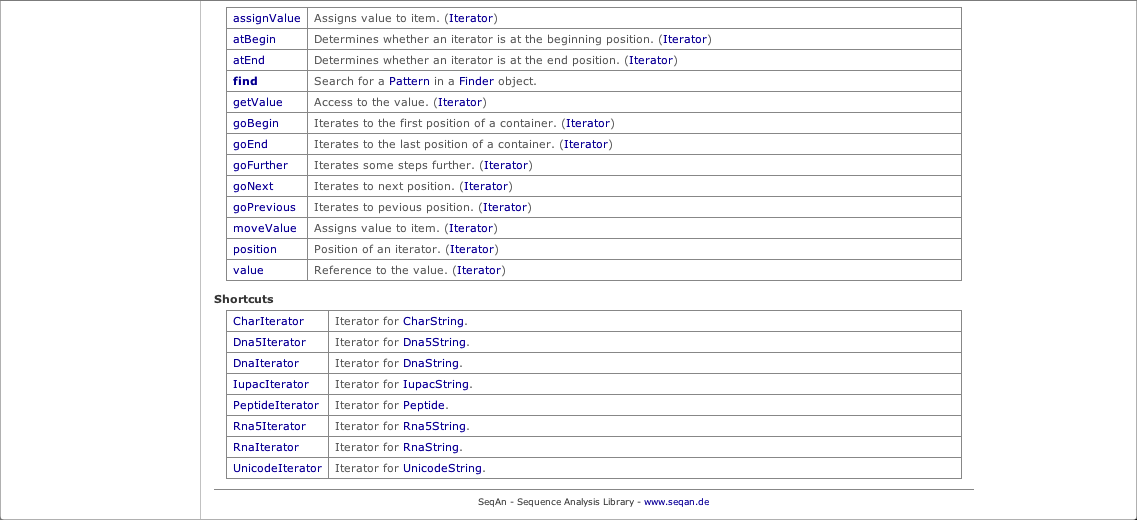 assignValue Assigns value to item. (Iterator)
atBegin Determines whether an iterator is at the beginning position. (Iterator)
atEnd Determines whether an iterator is at the end position. (Iterator)
find Search for a Pattern in a Finder object.
getValue Access to the value. (Iterator)
goBegin Iterates to the first position of a container. (Iterator)
goEnd Iterates to the last position of a container. (Iterator)
goFurther Iterates some steps further. (Iterator)
goNext Iterates to next position. (Iterator)
goPrevious Iterates to pevious position. (Iterator)
moveValue Assigns value to item. (Iterator)
position Position of an iterator. (Iterator)
value Reference to the value. (Iterator)
Shortcuts
CharIterator Iterator for CharString.
Dna5Iterator Iterator for Dna5String.
DnaIterator Iterator for DnaString.
IupacIterator Iterator for IupacString.
PeptideIterator Iterator for Peptide.
Rna5Iterator Iterator for Rna5String.
RnaIterator Iterator for RnaString.
UnicodeIterator Iterator for UnicodeString.
SeqAn - Sequence Analysis Library - www.seqan.de